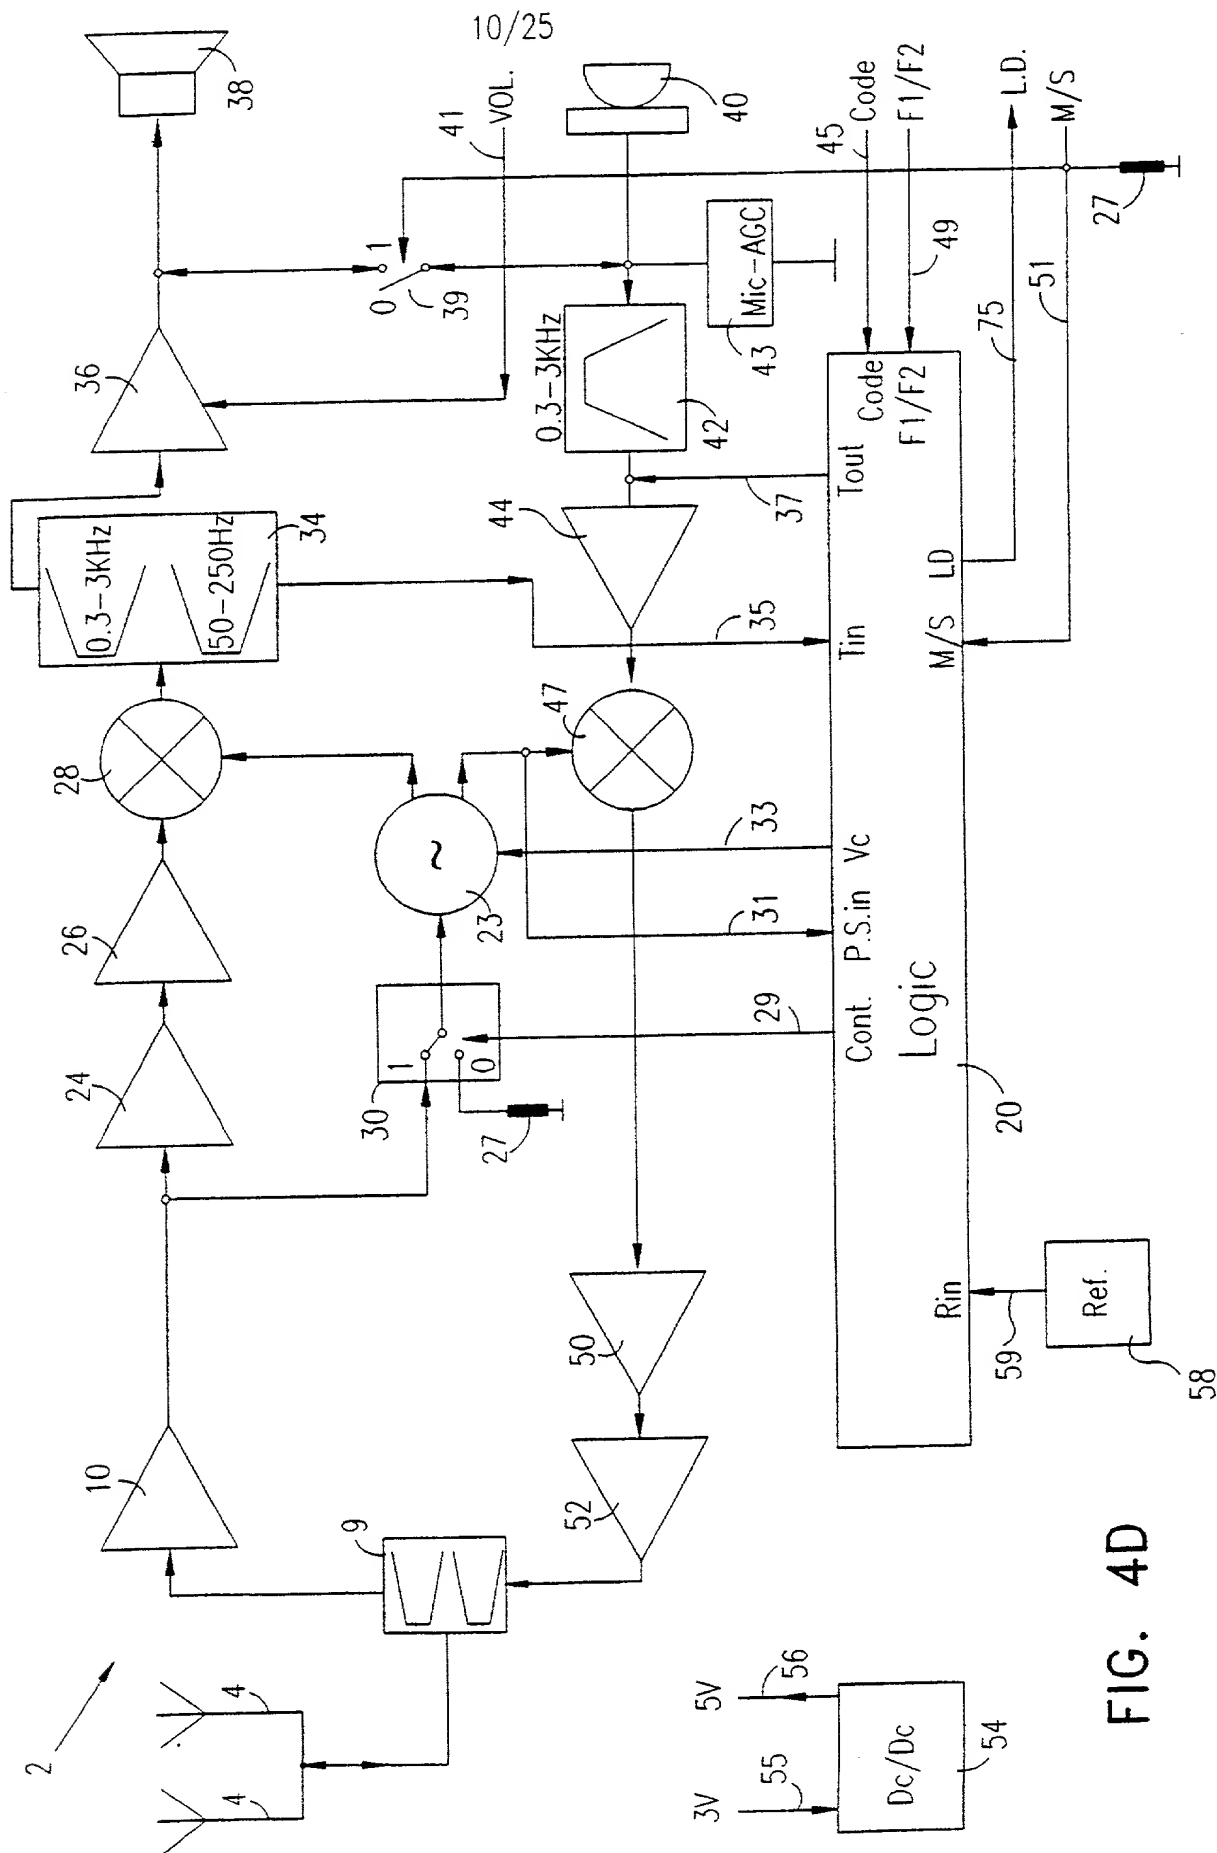 10/25
38
40
41
VOL.
45
Code
F1/F2
L.D.
M/S
27
36
1
0
39
Mic-AGC
43
49
75
51
0.3-3KHz
42
0.3-3KHz
50-250Hz
34
44
37
35
Tout
Code
F1/F2
Tin
LD
M/S
28
47
~
23
33
31
Vc
P.S.in
Cont.
Logic
20
29
26
24
30
1
0
27
10
50
52
9
Rin
59
Ref.
58
2
4
4
3V
55
5V
56
Dc/Dc
54
FIG. 4D